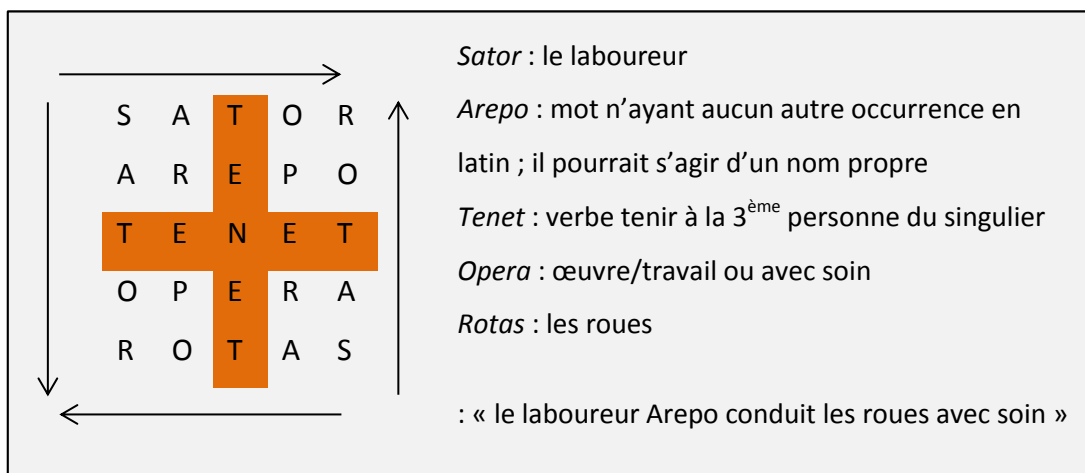 S A T O R
A R E P O
T E N E T
O P E R A
R O T A S
Sator : le laboureur
Arepo : mot n’ayant aucun autre occurrence en
latin ; il pourrait s’agir d’un nom propre
Tenet : verbe tenir à la 3ème personne du singulier
Opera : œuvre/travail ou avec soin
Rotas : les roues
: « le laboureur Arepo conduit les roues avec soin »